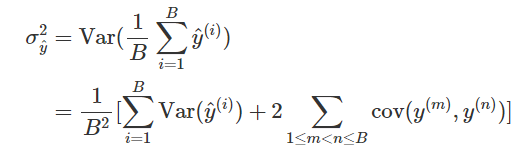 σ²_ŷ = Var(1/B ∑_{i=1}^{B} ŷ^{(i)})
= 1/B² [∑_{i=1}^{B} Var(ŷ^{(i)}) + 2 ∑_{1≤m<n≤B} cov(y^{(m)}, y^{(n)})]